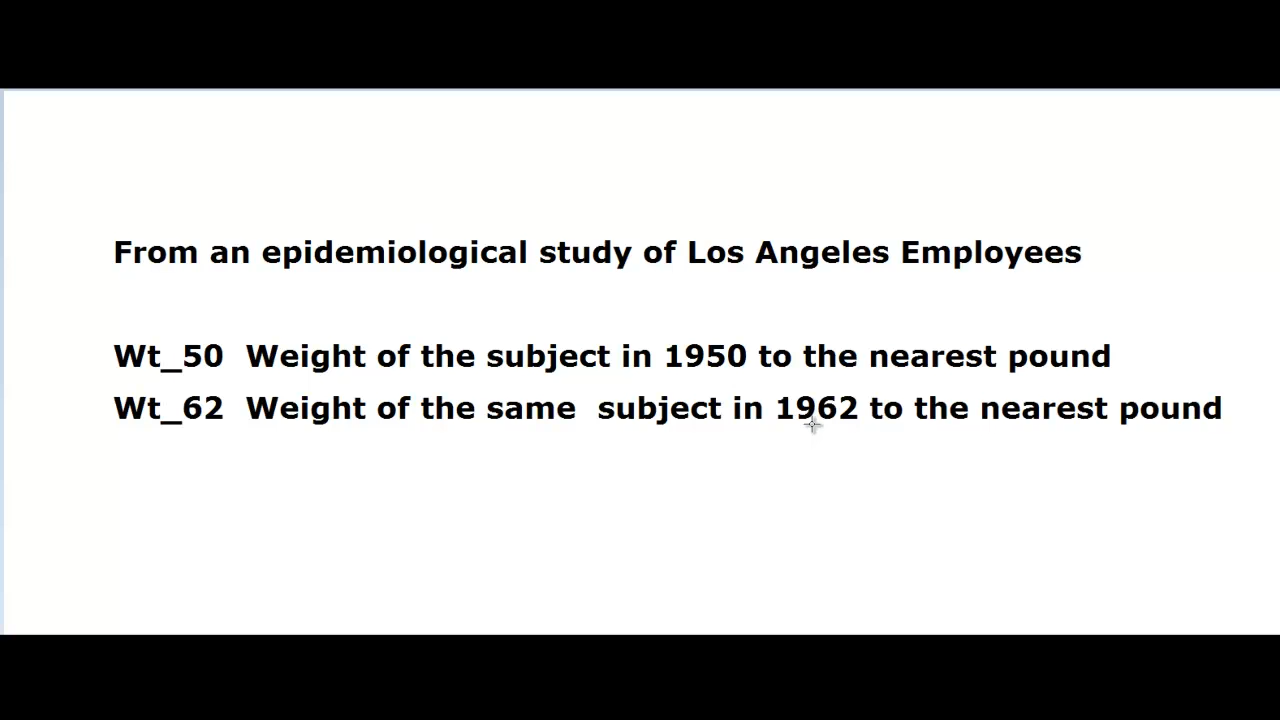 From an epidemiological study of Los Angeles Employees
Wt_50 Weight of the subject in 1950 to the nearest pound
Wt_62 Weight of the same subject in 1962 to the nearest pound